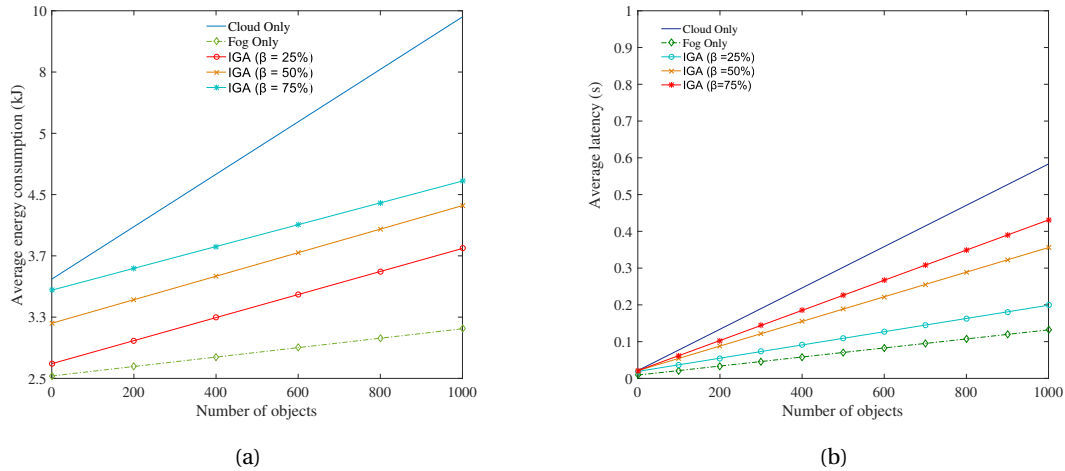 10
8
5
4.5
3.7
3.3
2.5
Average energy consumption (kJ)
Cloud Only
Fog Only
IGA (β = 25%)
IGA (β = 50%)
IGA (β = 75%)
0 200 400 600 800 1000
Number of objects
(a)
1
0.9
0.8
0.7
0.6
0.5
0.4
0.3
0.2
0.1
0
Average latency (s)
Cloud Only
Fog Only
IGA (β =25%)
IGA (β =50%)
IGA (β=75%)
0 200 400 600 800 1000
Number of objects
(b)